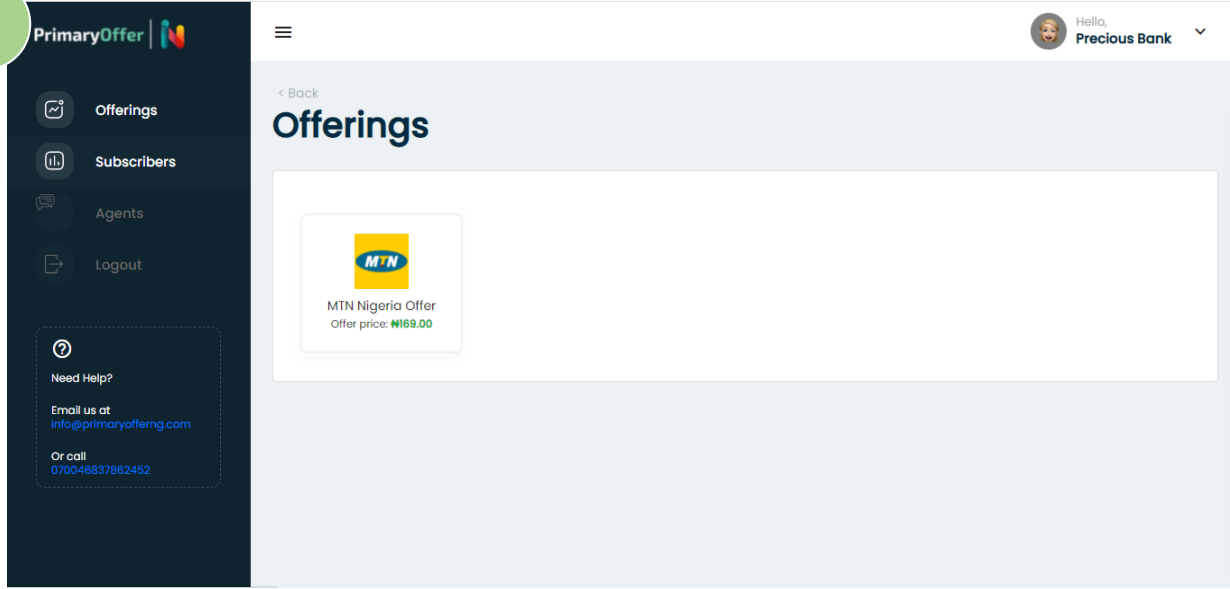 PrimaryOffer
Hello,
Precious Bank
Offerings
Subscribers
Agents
Logout
Need Help?
Email us at
info@primaryofferng.com
Or call
070046837862452
< Back
Offerings
MTN
MTN Nigeria Offer
Offer price: ₦169.00